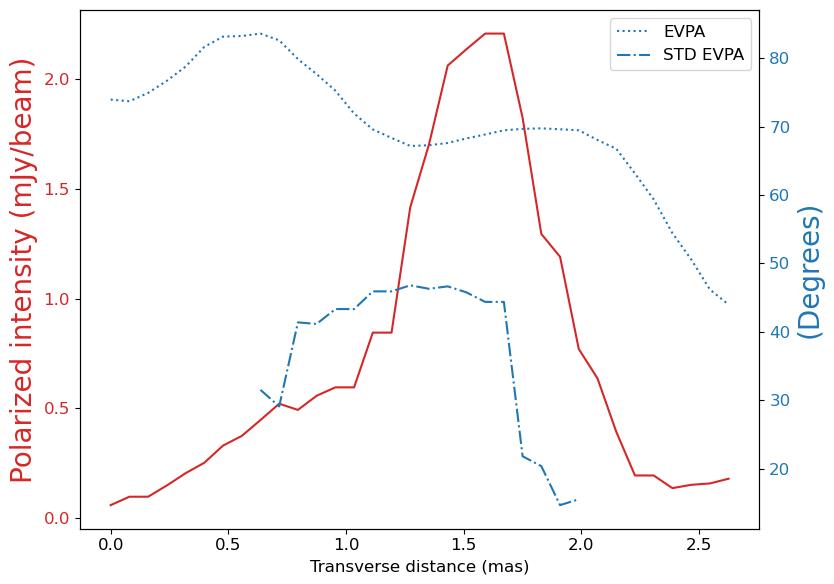 EVPA
STD EVPA
Polarized intensity (mJy/beam)
2.0
1.5
1.0
0.5
0.0
80
70
60
50
40
30
20
(Degrees)
0.0 0.5 1.0 1.5 2.0 2.5
Transverse distance (mas)